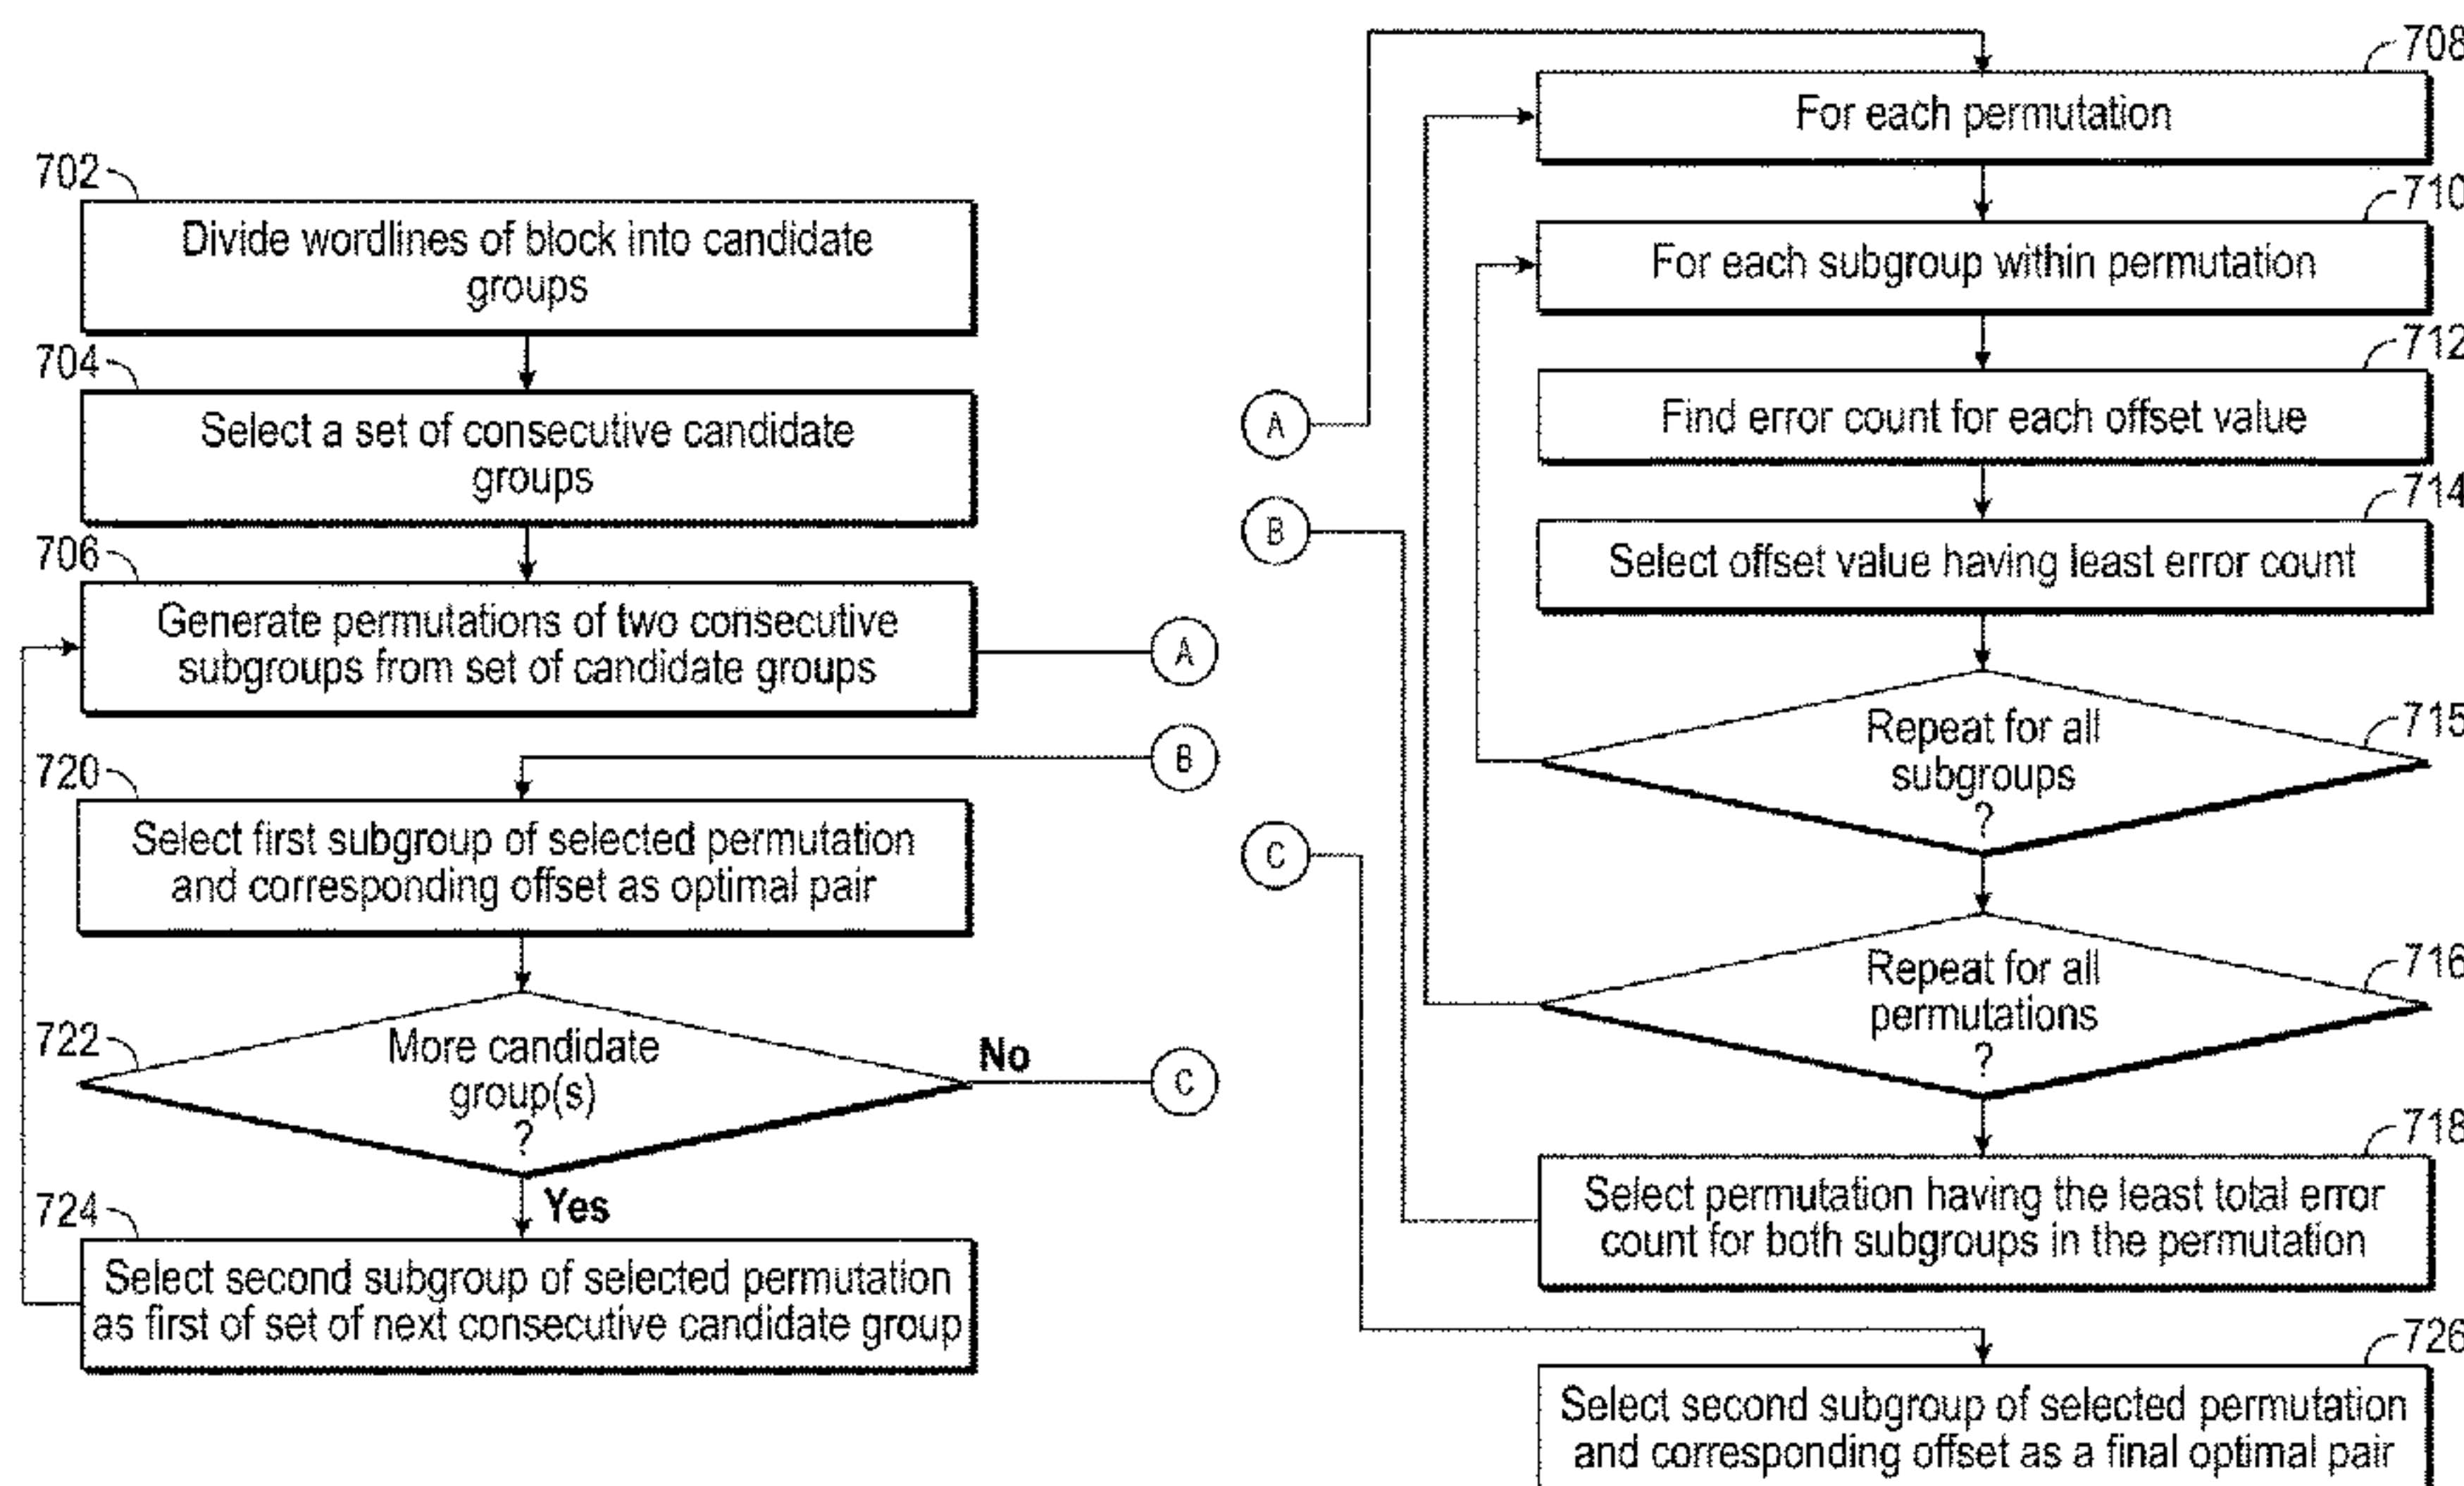 702
Divide wordlines of block into candidate
groups
704
Select a set of consecutive candidate
groups
706
Generate permutations of two consecutive
subgroups from set of candidate groups
A
B
720
Select first subgroup of selected permutation
and corresponding offset as optimal pair
722
More candidate
group(s)
?
No
C
Yes
724
Select second subgroup of selected permutation
as first of set of next consecutive candidate group
A
B
C
708
For each permutation
710
For each subgroup within permutation
712
Find error count for each offset value
714
Select offset value having least error count
715
Repeat for all
subgroups
?
716
Repeat for all
permutations
?
718
Select permutation having the least total error
count for both subgroups in the permutation
726
Select second subgroup of selected permutation
and corresponding offset as a final optimal pair